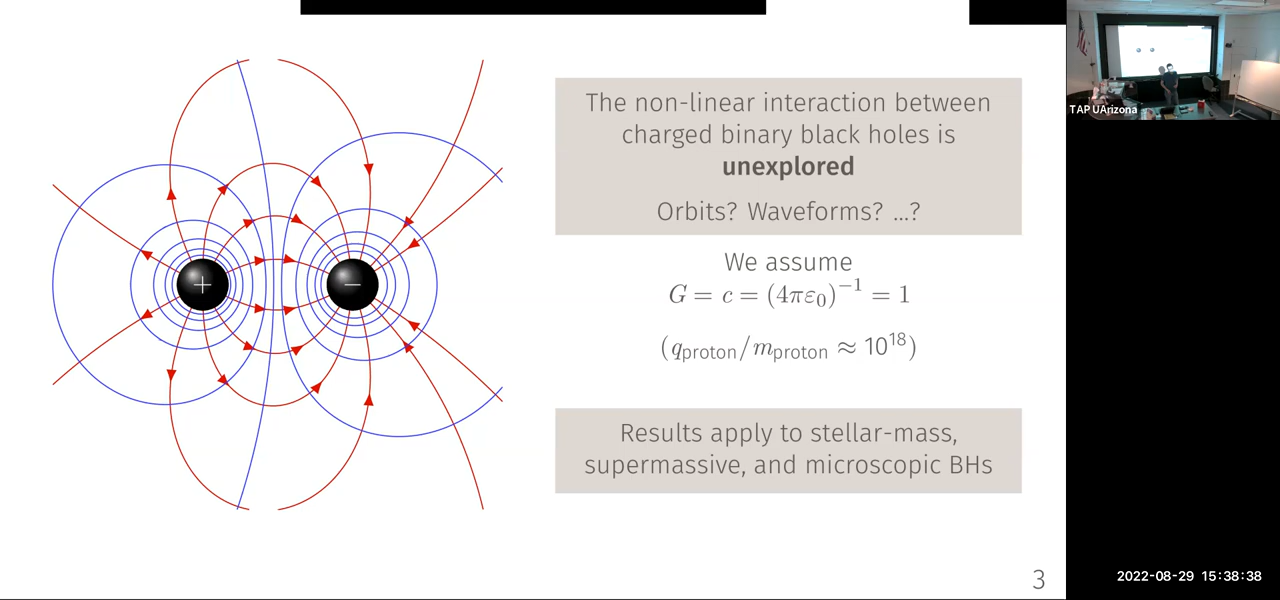 The non-linear interaction between
charged binary black holes is
unexplored
Orbits? Waveforms? ...?
We assume
G = c = (4πε₀)⁻¹ = 1
(q_proton/m_proton ≈ 10¹⁸)
Results apply to stellar-mass,
supermassive, and microscopic BHs
+
−
3
TAP UArizona
2022-08-29 15:38:38